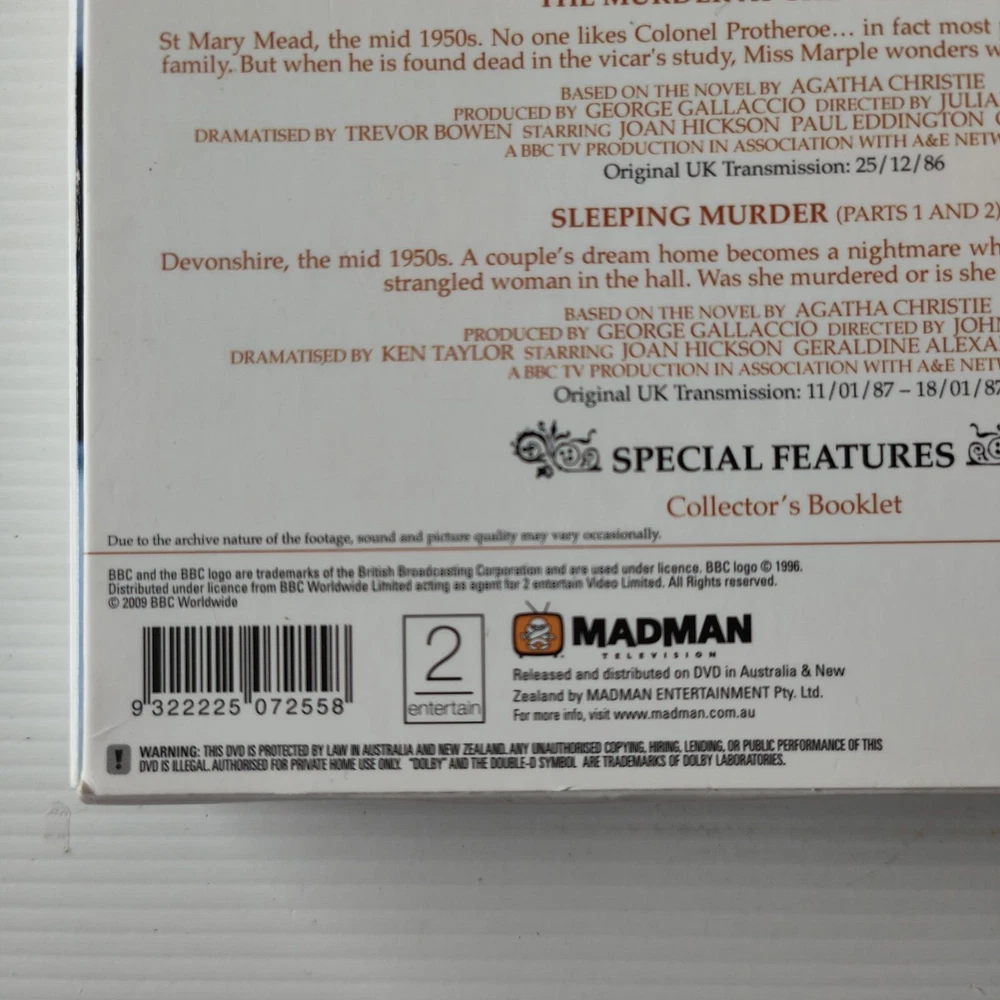 THE MURDER AT THE
St Mary Mead, the mid 1950s. No one likes Colonel Protheroe... in fact most
family. But when he is found dead in the vicar's study, Miss Marple wonders
BASED ON THE NOVEL BY AGATHA CHRISTIE
PRODUCED BY GEORGE GALLACCIO DIRECTED BY JULIA
DRAMATISED BY TREVOR BOWEN STARRING JOAN HICKSON PAUL EDDINGTON
A BBC TV PRODUCTION IN ASSOCIATION WITH A&E NETW
Original UK Transmission: 25/12/86
SLEEPING MURDER (PARTS 1 AND 2)
Devonshire, the mid 1950s. A couple's dream home becomes a nightmare wh
strangled woman in the hall. Was she murdered or is she
BASED ON THE NOVEL BY AGATHA CHRISTIE
PRODUCED BY GEORGE GALLACCIO DIRECTED BY JOHN
DRAMATISED BY KEN TAYLOR STARRING JOAN HICKSON GERALDINE ALEXA
A BBC TV PRODUCTION IN ASSOCIATION WITH A&E NETW
Original UK Transmission: 11/01/87 – 18/01/87
SPECIAL FEATURES
Collector's Booklet
Due to the archive nature of the footage, sound and picture quality may vary occasionally.
BBC and the BBC logo are trademarks of the British Broadcasting Corporation and are used under licence. BBC logo © 1996.
Distributed under licence from BBC Worldwide Limited acting as agent for 2 entertain Video Limited. All Rights reserved.
© 2009 BBC Worldwide
2
entertain
MADMAN
TELEVISION
Released and distributed on DVD in Australia & New
Zealand by MADMAN ENTERTAINMENT Pty. Ltd.
For more info, visit www.madman.com.au
9 322225 072558
! WARNING: THIS DVD IS PROTECTED BY LAW IN AUSTRALIA AND NEW ZEALAND. ANY UNAUTHORISED COPYING, HIRING, LENDING, OR PUBLIC PERFORMANCE OF THIS
DVD IS ILLEGAL. AUTHORISED FOR PRIVATE HOME USE ONLY. "DOLBY" AND THE DOUBLE-D SYMBOL ARE TRADEMARKS OF DOLBY LABORATORIES.